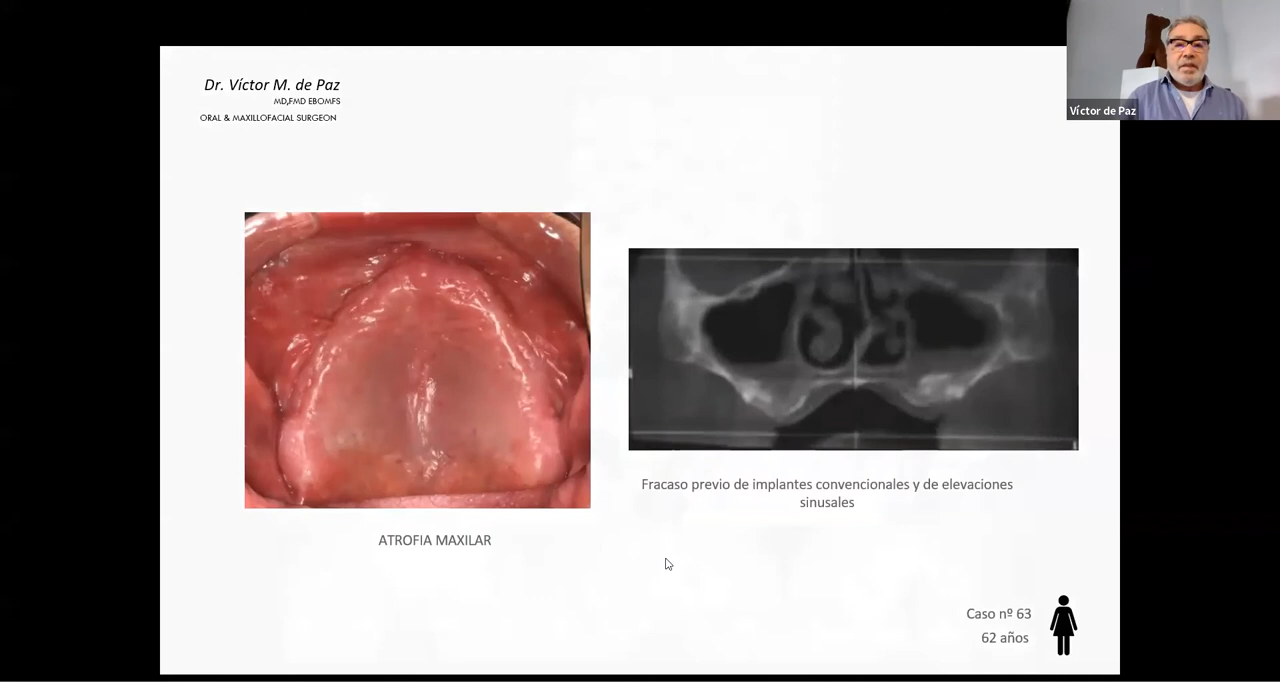 Dr. Víctor M. de Paz
MD,FMD EBOMFS
ORAL & MAXILLOFACIAL SURGEON
Víctor de Paz
Fracaso previo de implantes convencionales y de elevaciones
sinusales
ATROFIA MAXILAR
Caso nº 63
62 años